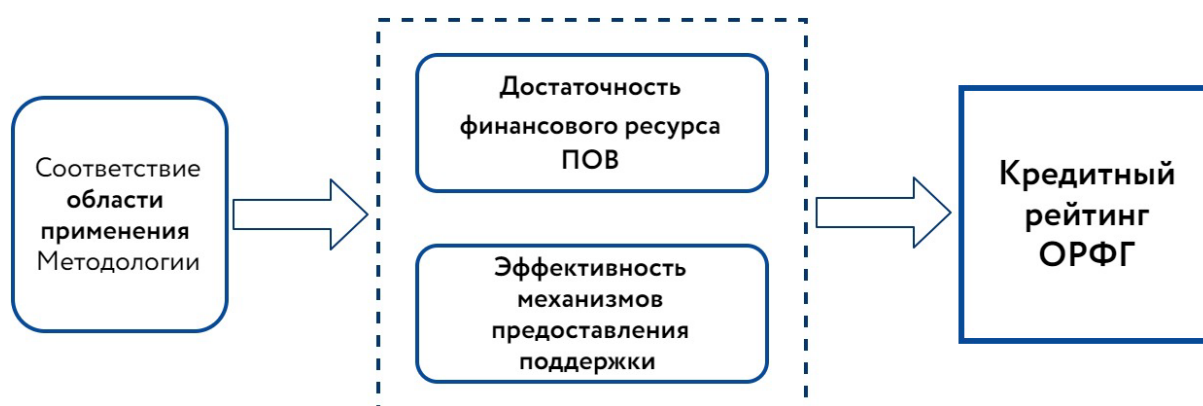 Соответствие
области
применения
Методологии
Достаточность
финансового ресурса
ПОВ
Эффективность
механизмов
предоставления
поддержки
Кредитный
рейтинг
ОРФГ